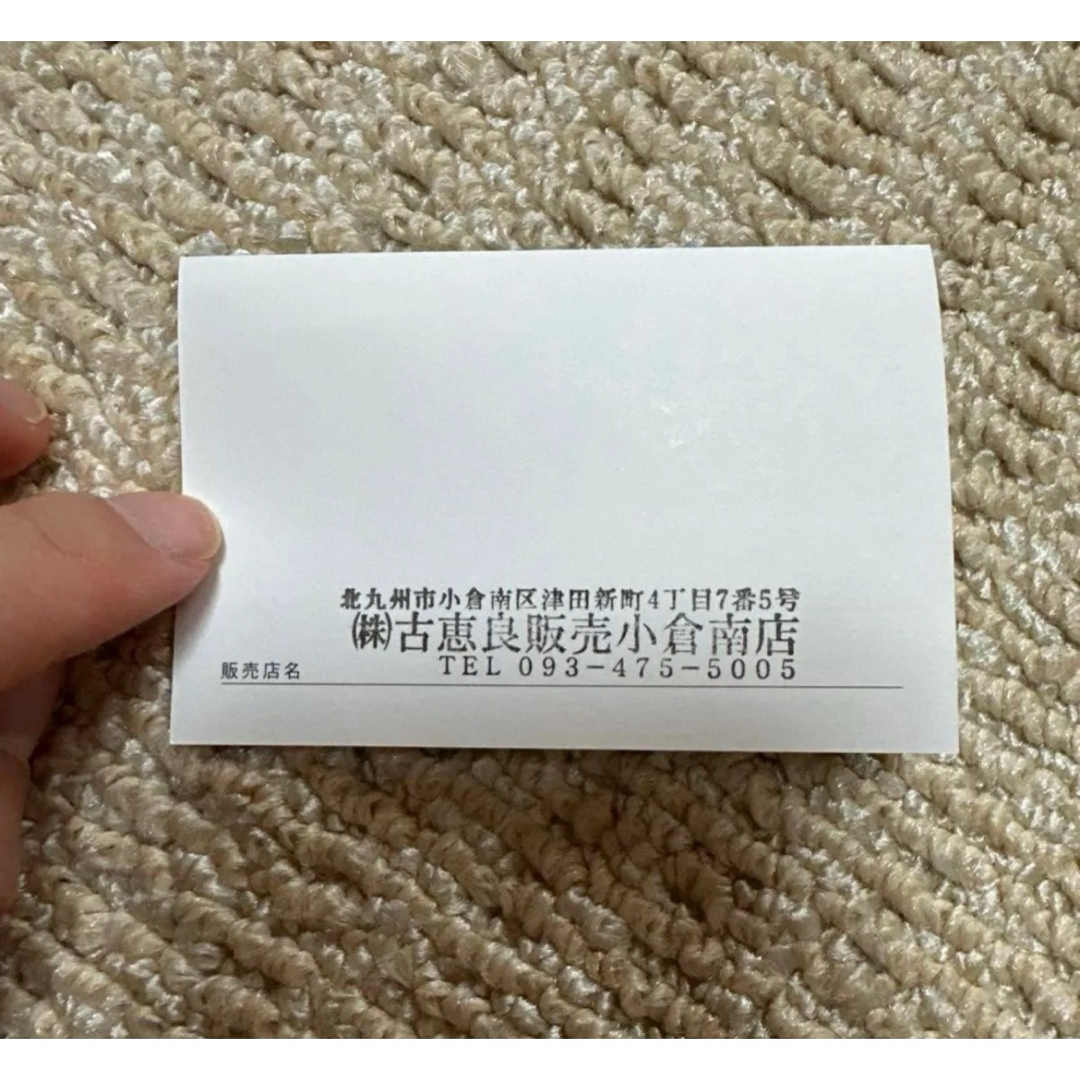 北九州市小倉南区津田新町4丁目7番5号
㈱古恵良販売小倉南店
販売店名 TEL 093-475-5005